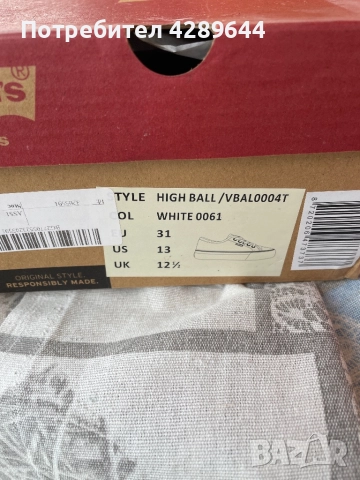 Потребител 4289644
TS®
s
STYLE HIGH BALL /VBAL0004T
COL WHITE 0061
U 31
US 13
UK 12½
ORIGINAL STYLE.
RESPONSIBLY MADE.
BAZAR